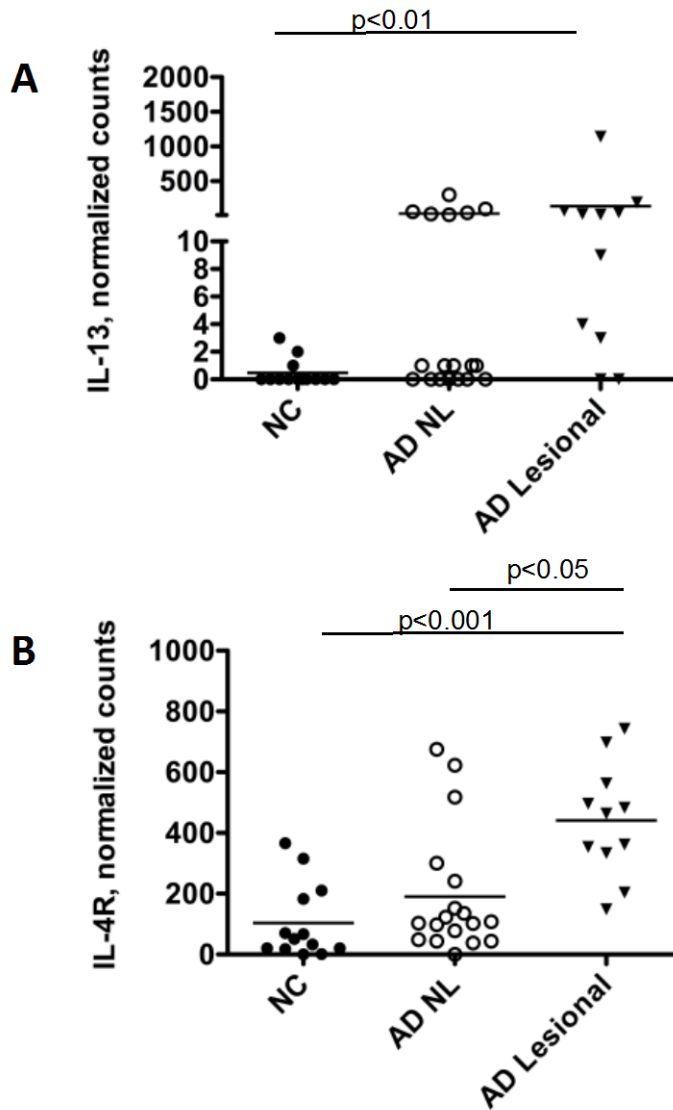 p<0.01
A
IL-13, normalized counts
2000
1500
1000
500
10
8
6
4
2
0
NC
AD NL
AD Lesional
p<0.05
p<0.001
B
IL-4R, normalized counts
1000
800
600
400
200
0
NC
AD NL
AD Lesional